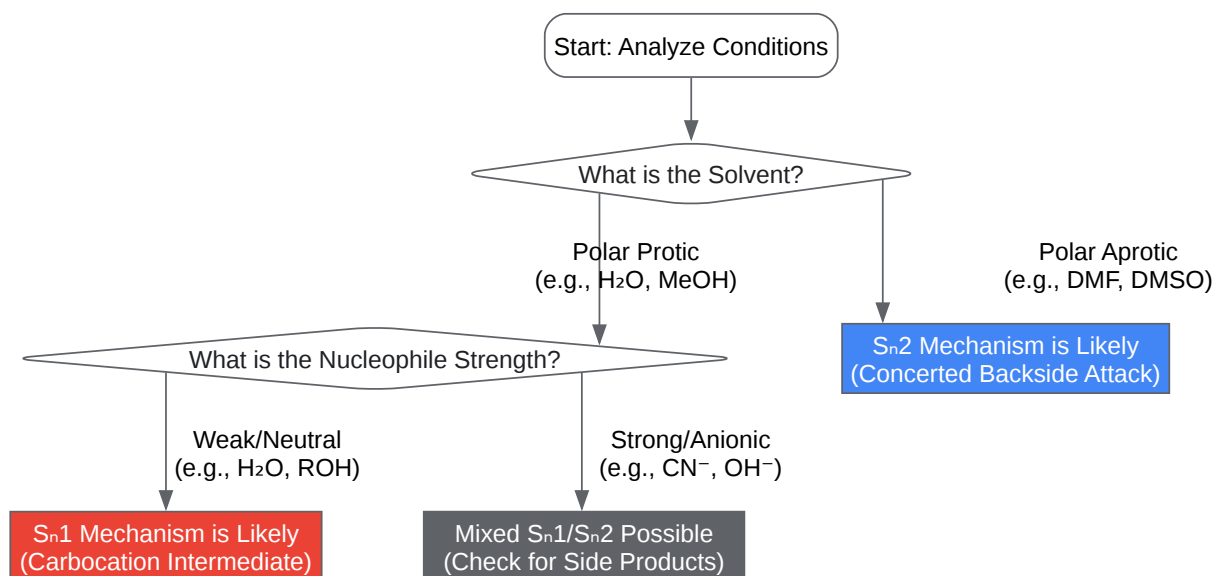 Start: Analyze Conditions
What is the Solvent?
Polar Protic
(e.g., H₂O, MeOH)
Polar Aprotic
(e.g., DMF, DMSO)
What is the Nucleophile Strength?
Sₙ2 Mechanism is Likely
(Concerted Backside Attack)
Weak/Neutral
(e.g., H₂O, ROH)
Strong/Anionic
(e.g., CN⁻, OH⁻)
Sₙ1 Mechanism is Likely
(Carbocation Intermediate)
Mixed Sₙ1/Sₙ2 Possible
(Check for Side Products)